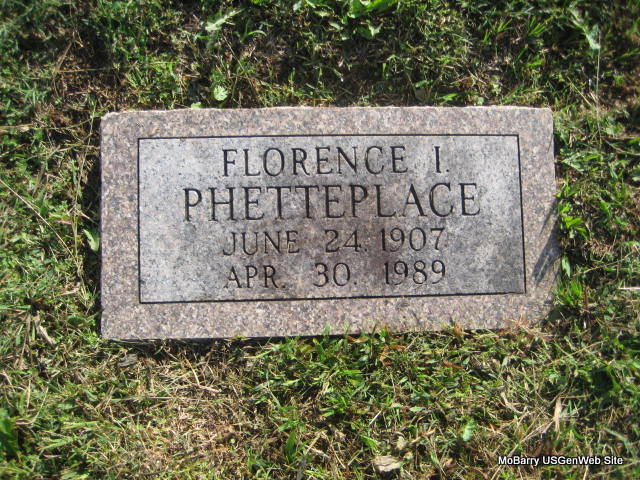 FLORENCE I.
PHETTEPLACE
JUNE 24, 1907
APR. 30, 1989
MoBarry USGenWeb Site